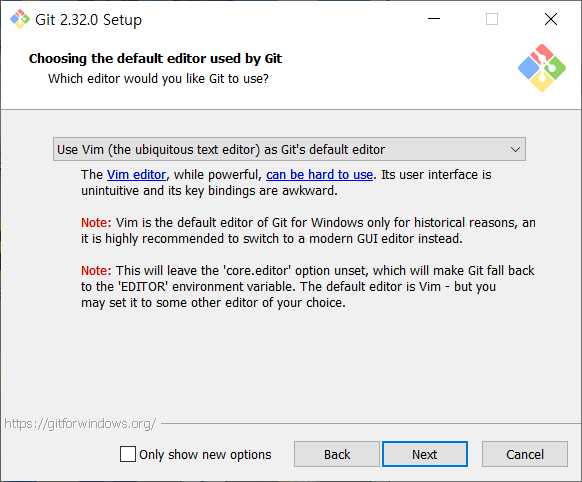 Git 2.32.0 Setup
Choosing the default editor used by Git
Which editor would you like Git to use?
Use Vim (the ubiquitous text editor) as Git's default editor
The Vim editor, while powerful, can be hard to use. Its user interface is
unintuitive and its key bindings are awkward.
Note: Vim is the default editor of Git for Windows only for historical reasons, an
it is highly recommended to switch to a modern GUI editor instead.
Note: This will leave the 'core.editor' option unset, which will make Git fall back
to the 'EDITOR' environment variable. The default editor is Vim - but you
may set it to some other editor of your choice.
https://gitforwindows.org/
Only show new options
Back
Next
Cancel